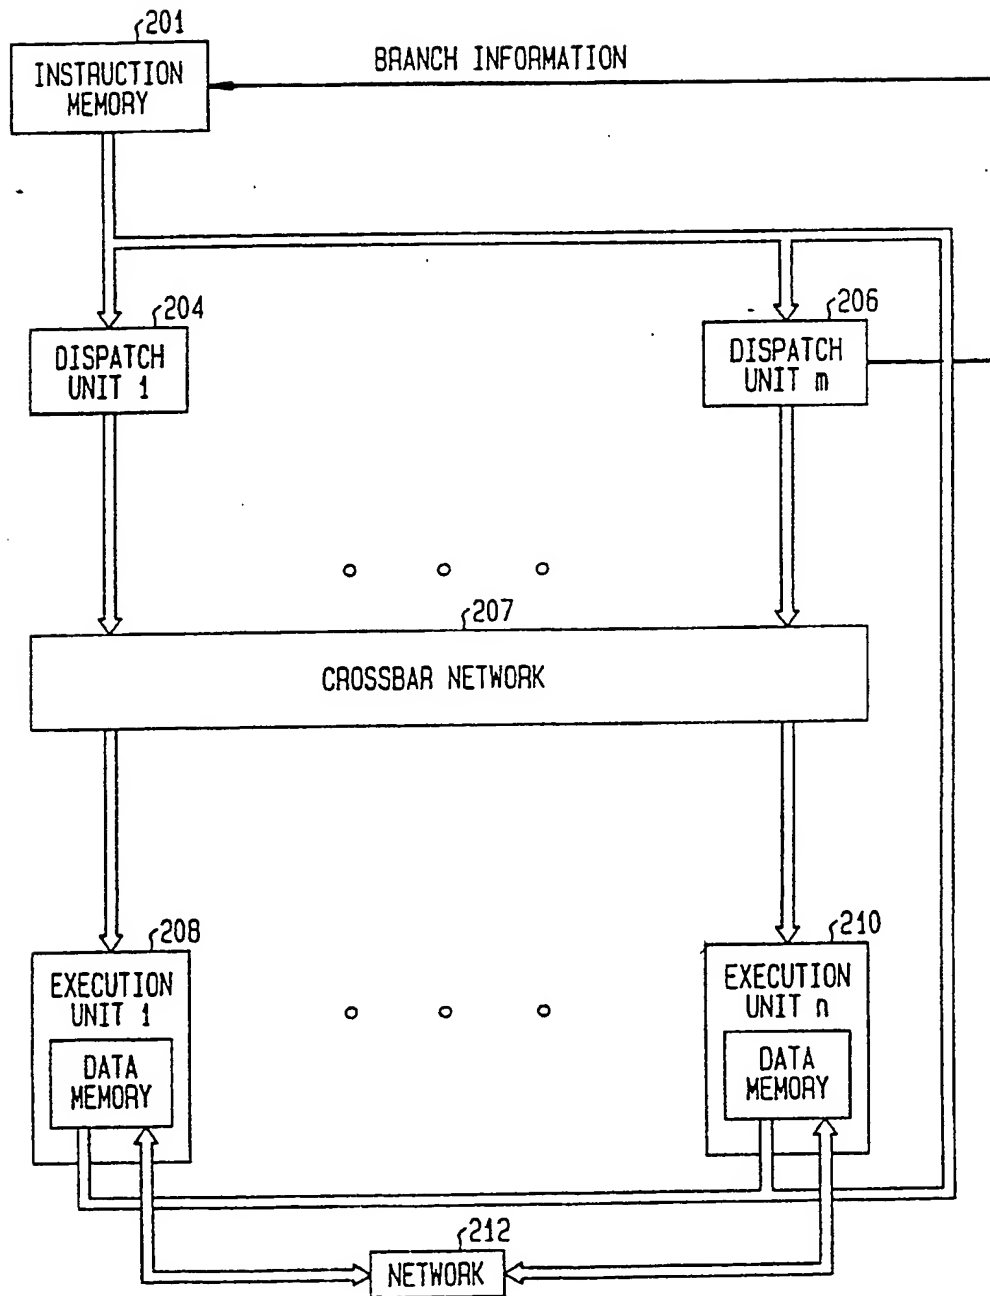 201
INSTRUCTION
MEMORY
BRANCH INFORMATION
204
DISPATCH
UNIT 1
206
DISPATCH
UNIT m
207
CROSSBAR NETWORK
208
EXECUTION
UNIT 1
DATA
MEMORY
210
EXECUTION
UNIT n
DATA
MEMORY
212
NETWORK